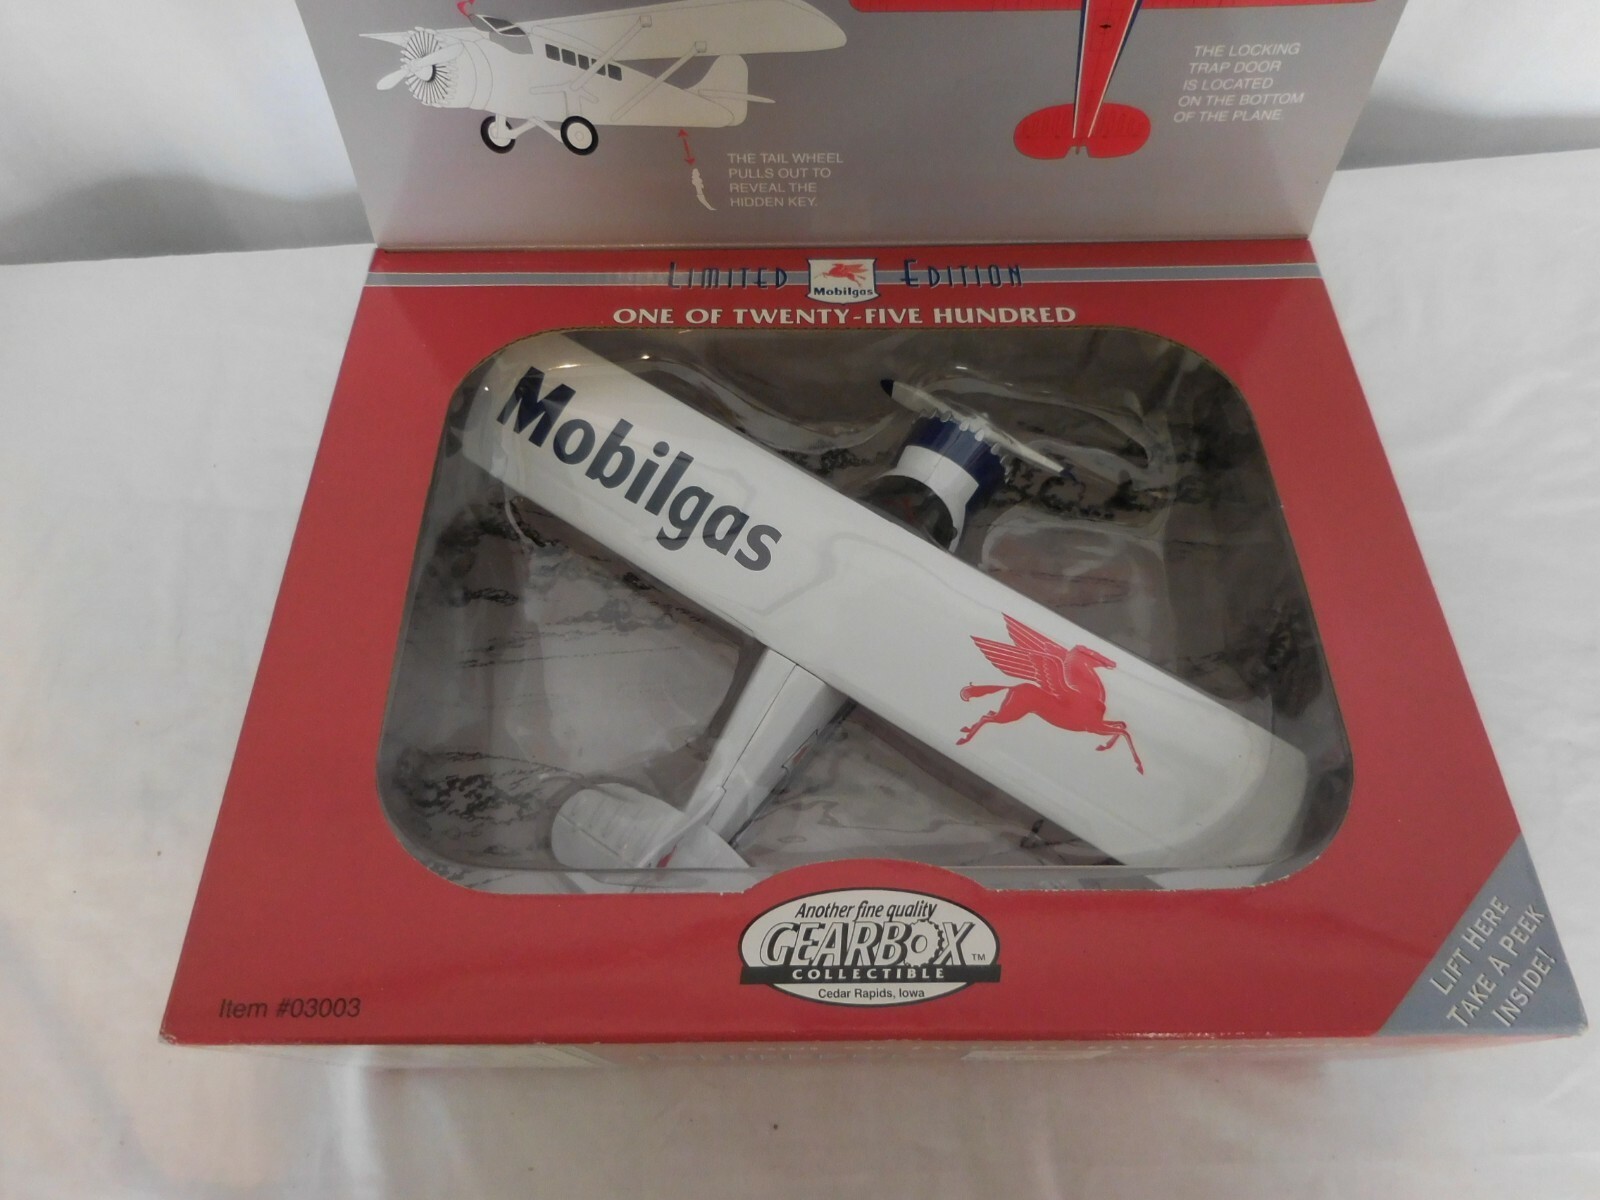 THE LOCKING
TRAP DOOR
IS LOCATED
ON THE BOTTOM
OF THE PLANE.
THE TAIL WHEEL
PULLS OUT TO
REVEAL THE
HIDDEN KEY.
LIMITED Mobilgas EDITION
ONE OF TWENTY-FIVE HUNDRED
Mobilgas
Another fine quality
GEARBOX™
COLLECTIBLE
Cedar Rapids, Iowa
Item #03003
LIFT HERE
TAKE A PEEK
INSIDE!